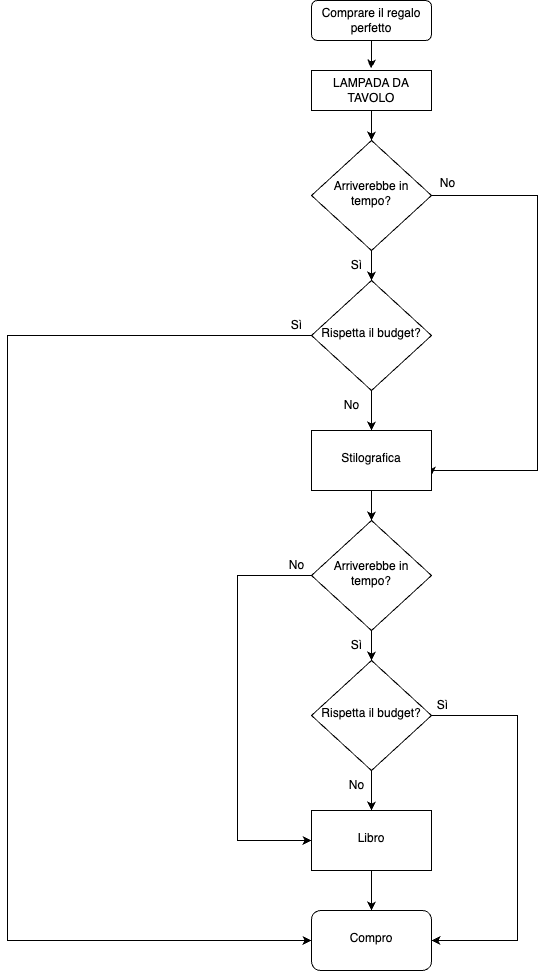 Comprare il regalo
perfetto
LAMPADA DA
TAVOLO
Arriverebbe in
tempo?
No
Sì
Rispetta il budget?
Sì
No
Stilografica
Arriverebbe in
tempo?
No
Sì
Rispetta il budget?
Sì
No
Libro
Compro